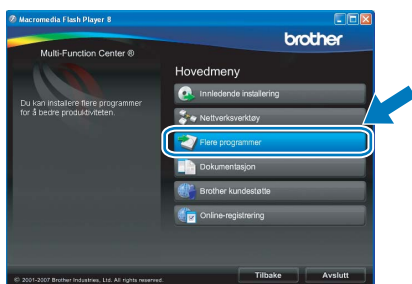 Macromedia Flash Player 8
brother
Multi-Function Center ®
Hovedmeny
Du kan installere flere programmer
for å bedre produktiviteten.
Innledende installering
Nettverksverktøy
Flere programmer
Dokumentasjon
Brother kundestøtte
Online-registrering
© 2001-2007 Brother Industries, Ltd. All rights reserved.
Tilbake
Avslutt